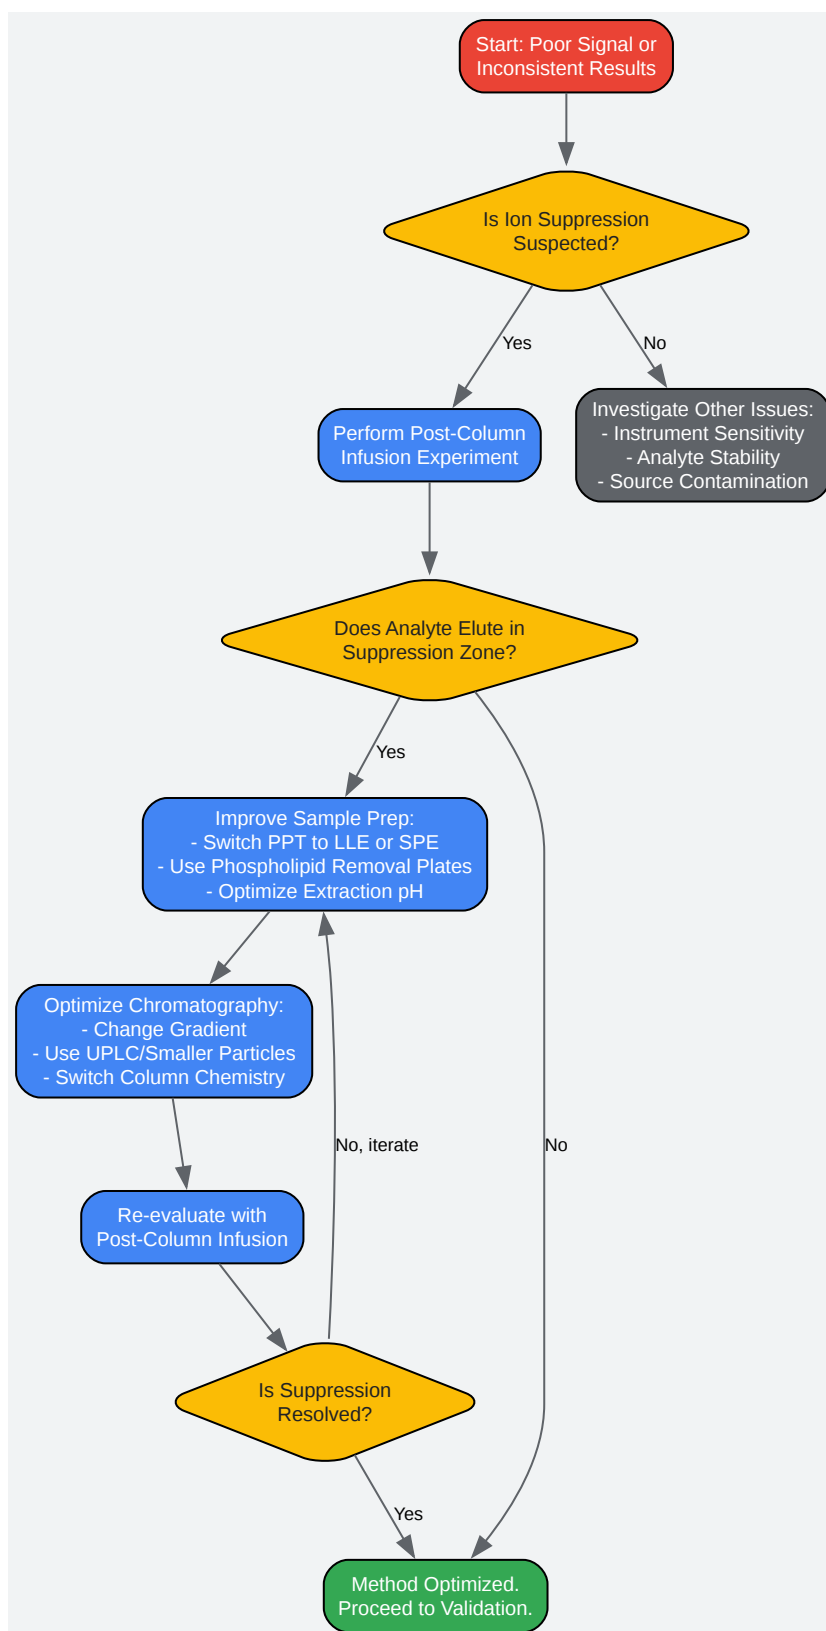 Start: Poor Signal or
Inconsistent Results
Is Ion Suppression
Suspected?
Yes
No
Perform Post-Column
Infusion Experiment
Investigate Other Issues:
- Instrument Sensitivity
- Analyte Stability
- Source Contamination
Does Analyte Elute in
Suppression Zone?
Yes
Improve Sample Prep:
- Switch PPT to LLE or SPE
- Use Phospholipid Removal Plates
- Optimize Extraction pH
Optimize Chromatography:
- Change Gradient
- Use UPLC/Smaller Particles
- Switch Column Chemistry
No, iterate
No
Re-evaluate with
Post-Column Infusion
Is Suppression
Resolved?
Yes
Method Optimized.
Proceed to Validation.